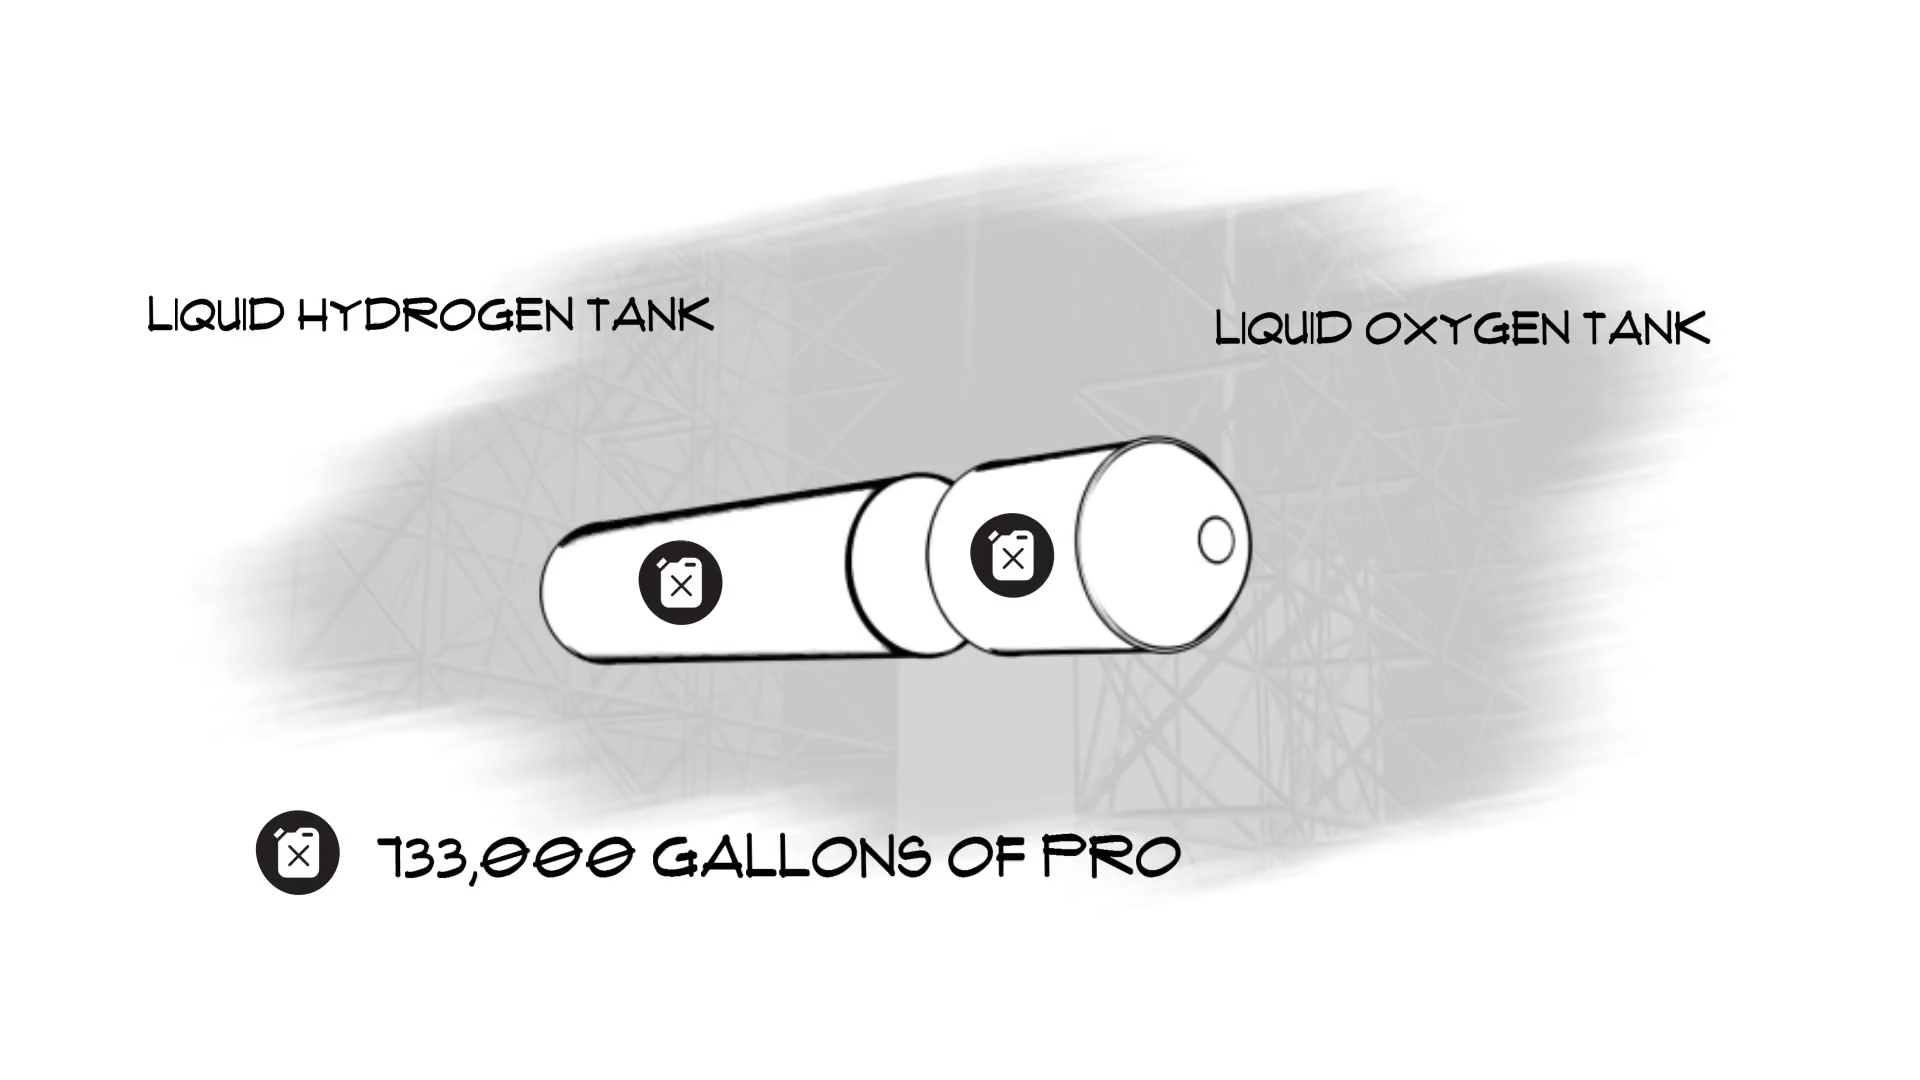 LIQUID HYDROGEN TANK
LIQUID OXYGEN TANK
733,000 GALLONS OF PRO